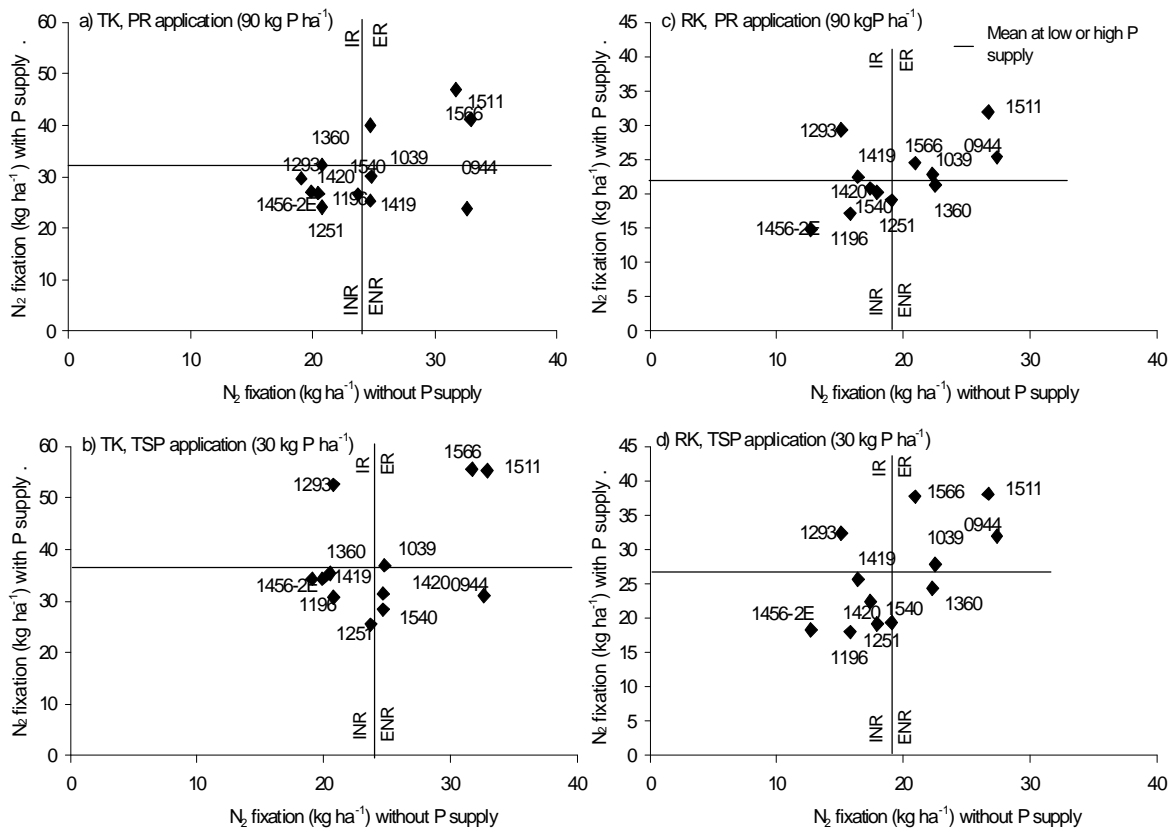 a) TK, PR application (90 kg P ha⁻¹)
60
50
40
30
20
10
0
0
10
20
30
40
IR
ER
INR
ENR
1511
1566
1360
1039
1293
1540
0944
1420
1196
1419
1456-2E
1251
N₂ fixation (kg ha⁻¹) with P supply .
N₂ fixation (kg ha⁻¹) without P supply
c) RK, PR application (90 kgP ha⁻¹)
Mean at low or high P
supply
45
40
35
30
25
20
15
10
5
0
0
10
20
30
40
IR
ER
INR
ENR
1511
1293
0944
1566
1419
1039
1420
1360
1540
1251
1456-2E
1196
N₂ fixation (kg ha⁻¹) with P supply .
N₂ fixation (kg ha⁻¹) without P supply
b) TK, TSP application (30 kg P ha⁻¹)
60
50
40
30
20
10
0
0
10
20
30
40
IR
ER
INR
ENR
1566
1511
1293
1360
1039
1456-2E
1419
1420
0944
1196
1540
1251
N₂ fixation (kg ha⁻¹) with P supply .
N₂ fixation (kg ha⁻¹) without P supply
d) RK, TSP application (30 kg P ha⁻¹)
45
40
35
30
25
20
15
10
5
0
0
10
20
30
40
IR
ER
INR
ENR
1566
1511
0944
1293
1039
1419
1360
1456-2E
1420
1540
1251
1196
N₂ fixation (kg ha⁻¹) with P supply .
N₂ fixation (kg ha⁻¹) without P supply